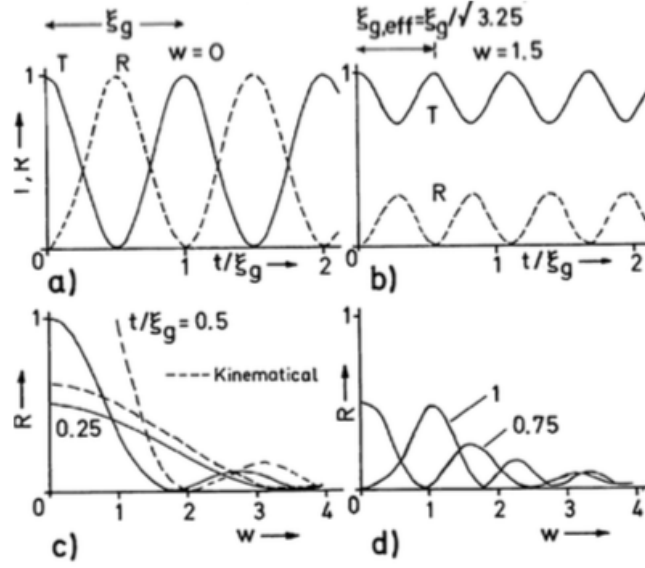 ξg
T R w = 0
1
T, R →
0 1 2
t/ξg →
a)
ξg,eff=ξg/√3.25
w = 1.5
1
T
R
0 1 2
t/ξg →
b)
1
t/ξg = 0.5
---- Kinematical
R →
0.25
0 1 2 3 4
w →
c)
1
R →
1
0.75
0 1 2 3 4
w →
d)